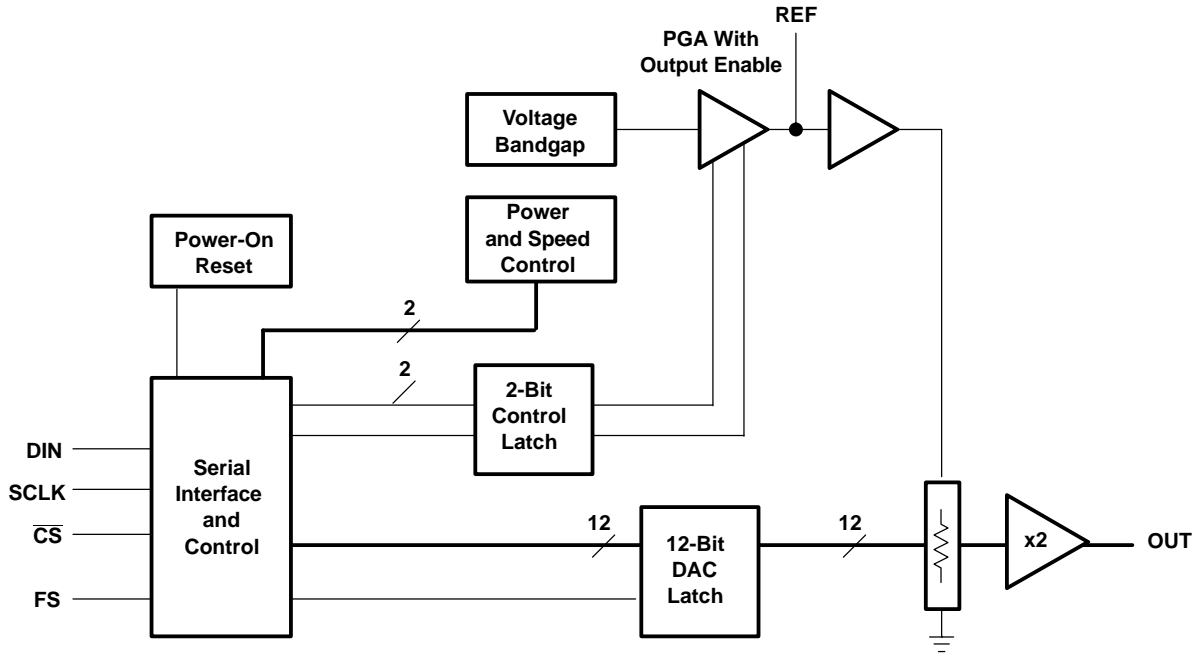 REF
PGA With
Output Enable
Voltage
Bandgap
Power
and Speed
Control
Power-On
Reset
2
2
2-Bit
Control
Latch
DIN
SCLK
CS
FS
Serial
Interface
and
Control
12
12-Bit
DAC
Latch
12
x2
OUT